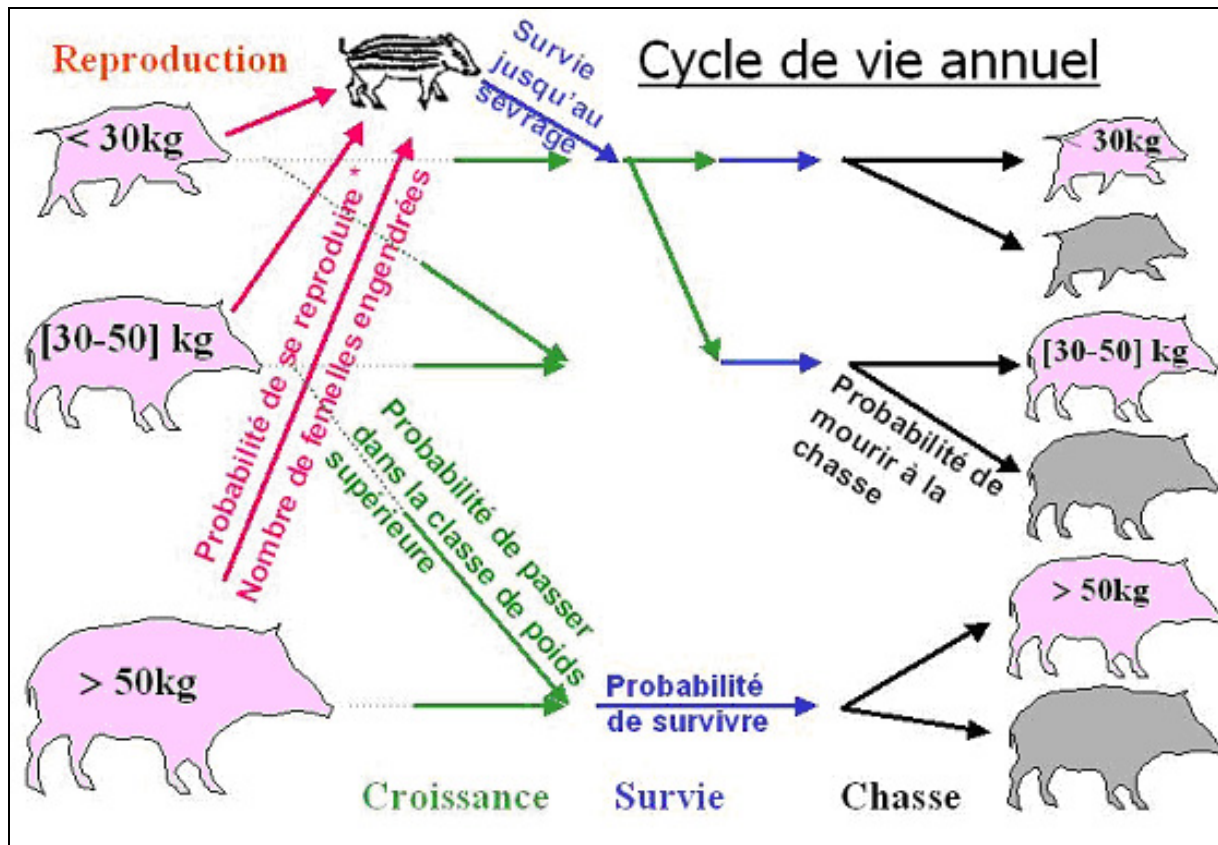 Cycle de vie annuel
Reproduction
Survie
jusqu'au
sevrage
< 30kg
[30-50] kg
> 50kg
Probabilité de se reproduire *
Nombre de femelles engendrées
Probabilité de passer
dans la classe de poids
supérieure
Probabilité
de survivre
Probabilité de
mourir à la
chasse
< 30kg
[30-50] kg
> 50kg
Croissance
Survie
Chasse